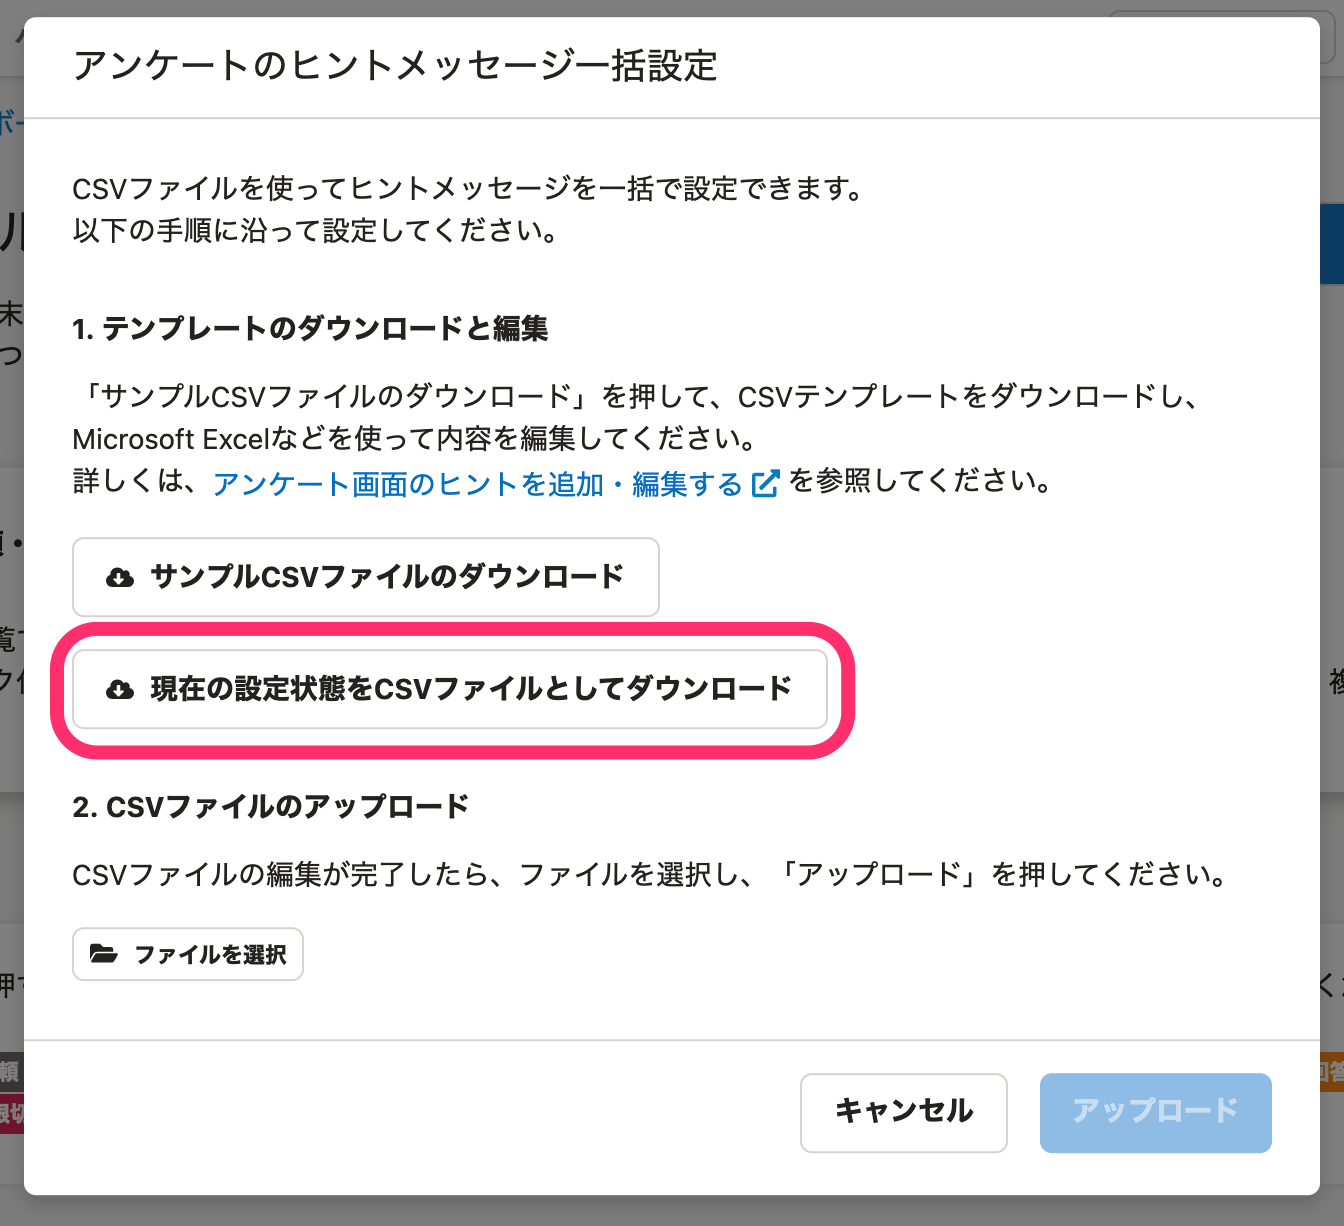 アンケートのヒントメッセージ一括設定
CSVファイルを使ってヒントメッセージを一括で設定できます。
以下の手順に沿って設定してください。
1. テンプレートのダウンロードと編集
「サンプルCSVファイルのダウンロード」を押して、CSVテンプレートをダウンロードし、
Microsoft Excelなどを使って内容を編集してください。
詳しくは、アンケート画面のヒントを追加・編集する を参照してください。
サンプルCSVファイルのダウンロード
現在の設定状態をCSVファイルとしてダウンロード
2. CSVファイルのアップロード
CSVファイルの編集が完了したら、ファイルを選択し、「アップロード」を押してください。
ファイルを選択
キャンセル
アップロード